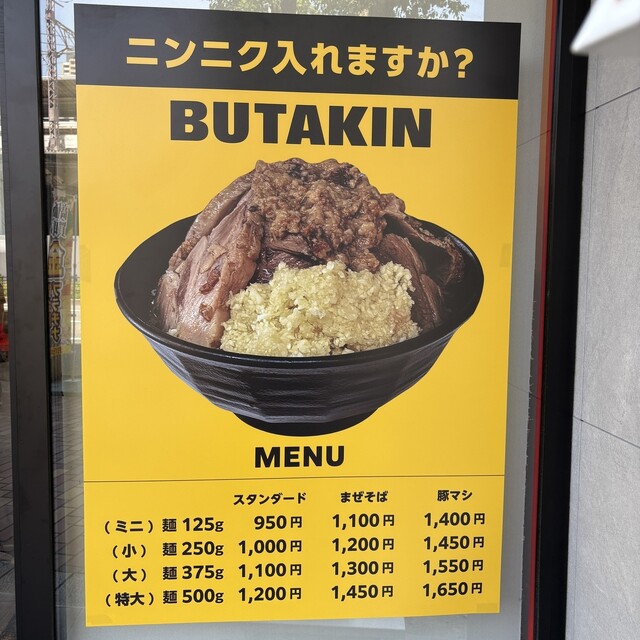 ニンニク入れますか?
BUTAKIN
MENU
スタンダード まぜそば 豚マシ
(ミニ) 麺 125g 950円 1,100円 1,400円
(小) 麺 250g 1,000円 1,200円 1,450円
(大) 麺 375g 1,100円 1,300円 1,550円
(特大) 麺 500g 1,200円 1,450円 1,650円